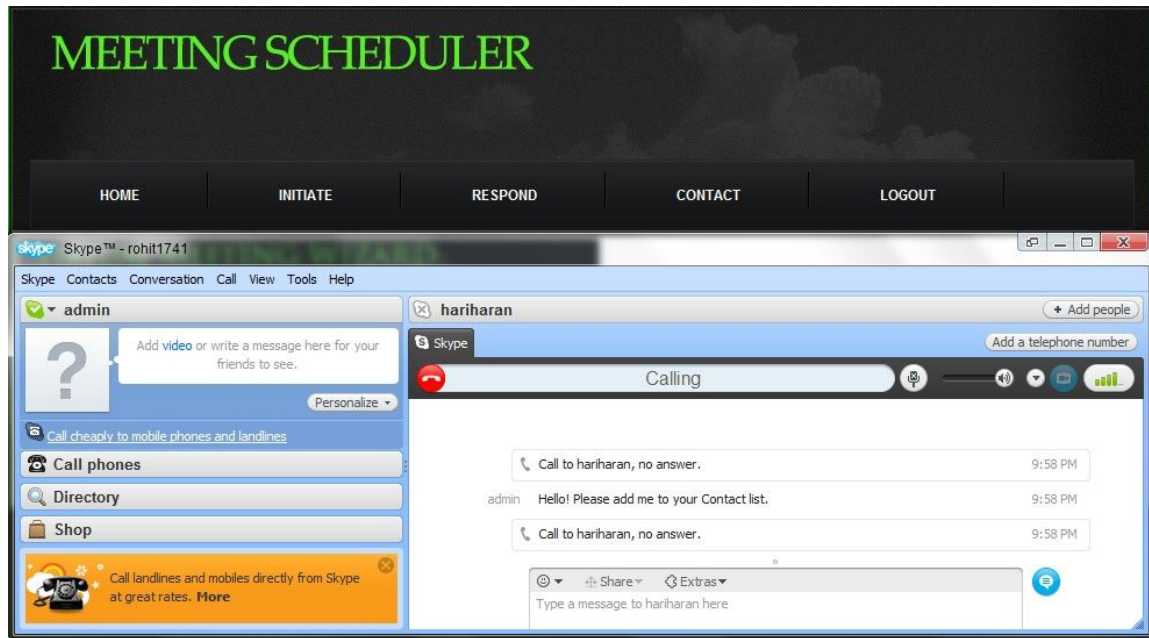 MEETING SCHEDULER
HOME INITIATE RESPOND CONTACT LOGOUT
skype Skype™ - rohit1741
MEETING WIZARD
Skype Contacts Conversation Call View Tools Help
admin
Add video or write a message here for your
friends to see.
Personalize
Call cheaply to mobile phones and landlines
Call phones
Directory
Shop
Call landlines and mobiles directly from Skype
at great rates. More
hariharan
+ Add people
Skype
Add a telephone number
Calling
Call to hariharan, no answer. 9:58 PM
admin Hello! Please add me to your Contact list. 9:58 PM
Call to hariharan, no answer. 9:58 PM
Share Extras
Type a message to hariharan here